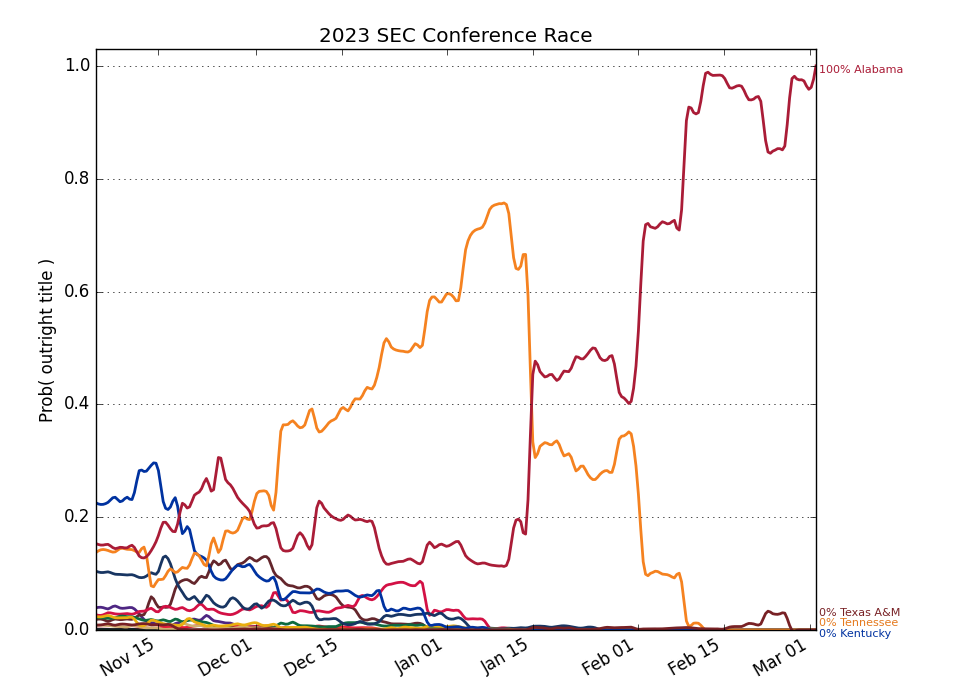 2023 SEC Conference Race
Prob( outright title )
1.0
0.8
0.6
0.4
0.2
0.0
Nov 15
Dec 01
Dec 15
Jan 01
Jan 15
Feb 01
Feb 15
Mar 01
100% Alabama
0% Texas A&M
0% Tennessee
0% Kentucky